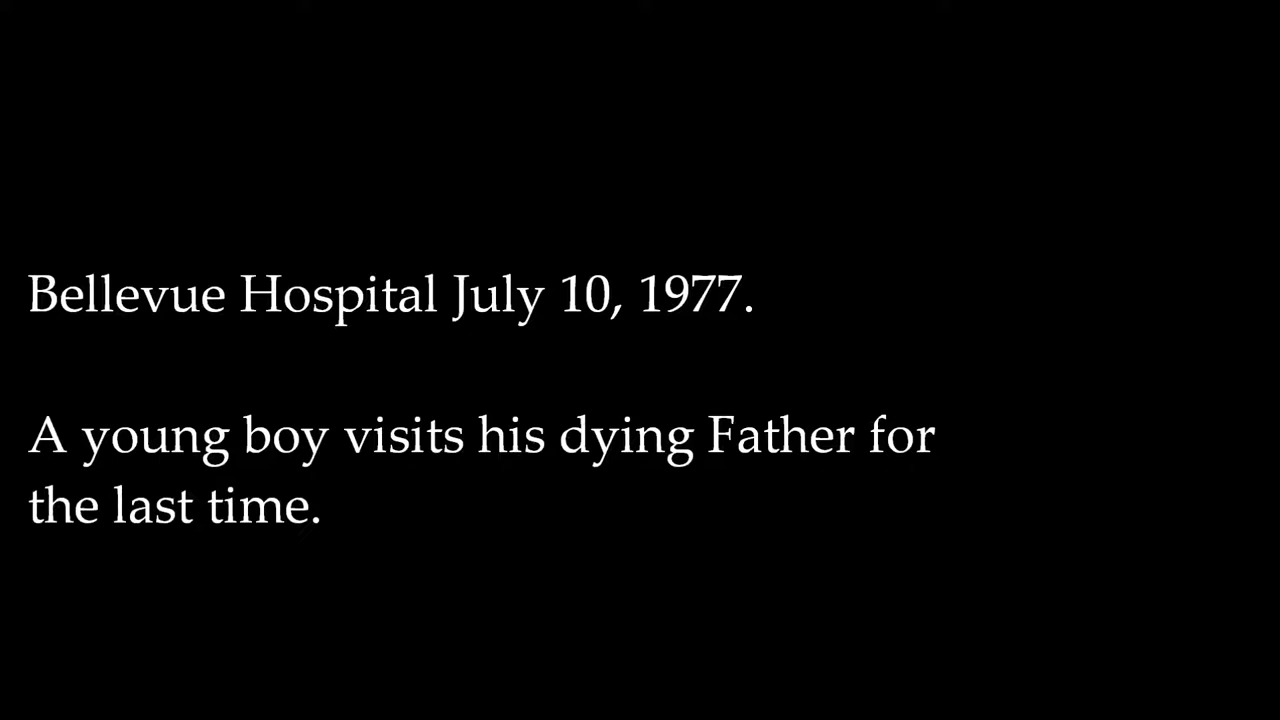 Bellevue Hospital July 10, 1977.
A young boy visits his dying Father for
the last time.